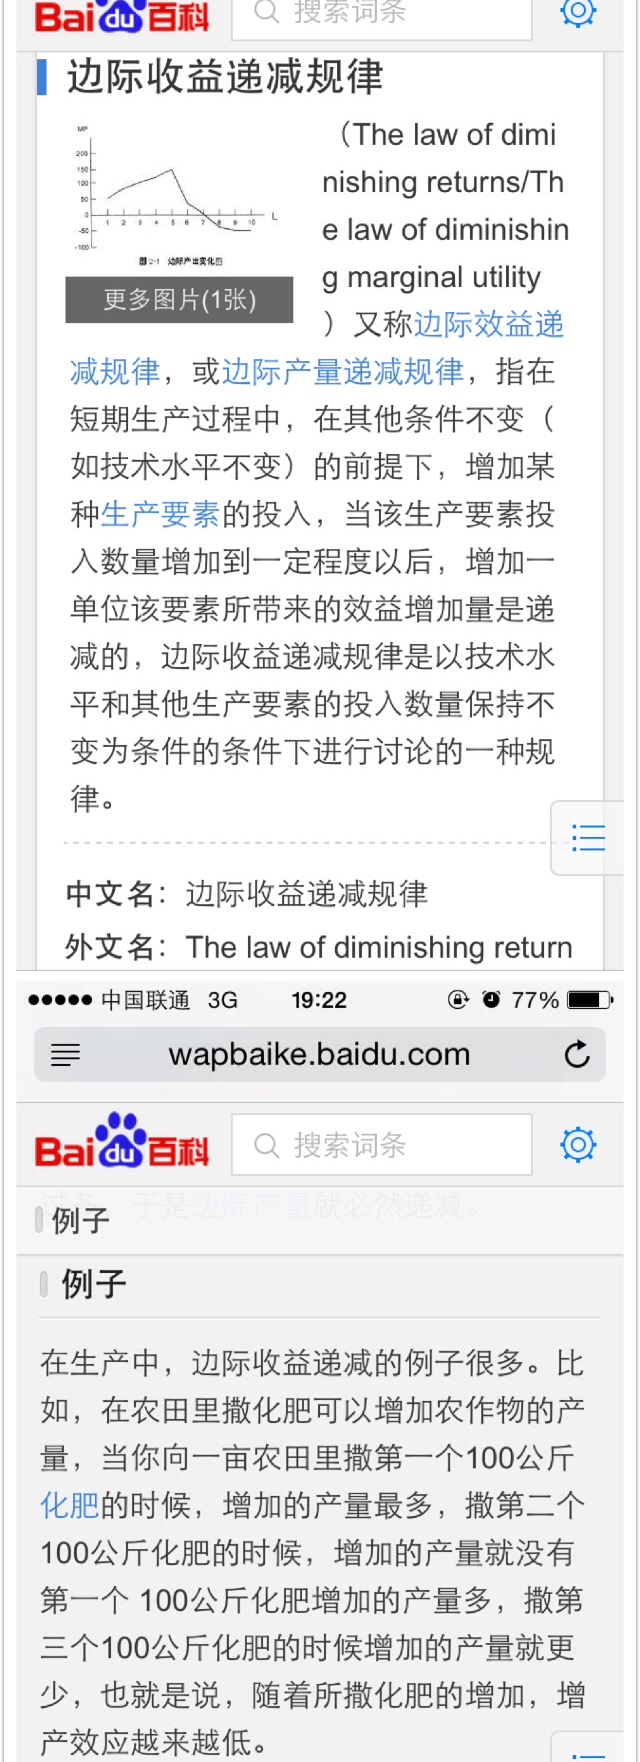 Bai du 百科
搜索词条
边际收益递减规律
MP
200
150
100
50
0
-50
-100
1 2 3 4 5 6 7 8 9 10 L
图2-1 边际产出变化图
更多图片(1张)
（The law of dimi
nishing returns/Th
e law of diminishin
g marginal utility
）又称边际效益递
减规律，或边际产量递减规律，指在
短期生产过程中，在其他条件不变（
如技术水平不变）的前提下，增加某
种生产要素的投入，当该生产要素投
入数量增加到一定程度以后，增加一
单位该要素所带来的效益增加量是递
减的，边际收益递减规律是以技术水
平和其他生产要素的投入数量保持不
变为条件的条件下进行讨论的一种规
律。
中文名：边际收益递减规律
外文名：The law of diminishing return
中国联通 3G 19:22 77%
wapbaike.baidu.com
Bai du 百科
搜索词条
过多，于是边际产量就必然递减。
例子
例子
在生产中，边际收益递减的例子很多。比
如，在农田里撒化肥可以增加农作物的产
量，当你向一亩农田里撒第一个100公斤
化肥的时候，增加的产量最多，撒第二个
100公斤化肥的时候，增加的产量就没有
第一个 100公斤化肥增加的产量多，撒第
三个100公斤化肥的时候增加的产量就更
少，也就是说，随着所撒化肥的增加，增
产效应越来越低。